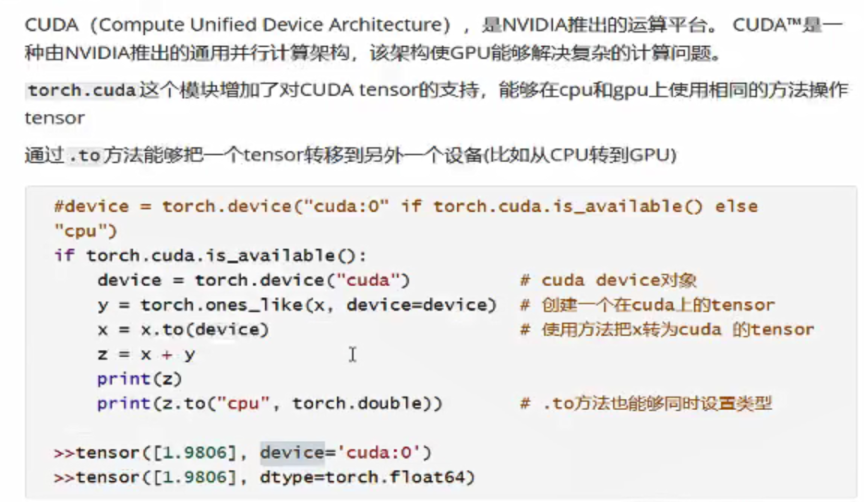 CUDA（Compute Unified Device Architecture），是NVIDIA推出的运算平台。 CUDA™是一
种由NVIDIA推出的通用并行计算架构，该架构使GPU能够解决复杂的计算问题。
torch.cuda这个模块增加了对CUDA tensor的支持，能够在cpu和gpu上使用相同的方法操作
tensor
通过.to方法能够把一个tensor转移到另外一个设备(比如从CPU转到GPU)
#device = torch.device("cuda:0" if torch.cuda.is_available() else
"cpu")
if torch.cuda.is_available():
    device = torch.device("cuda")          # cuda device对象
    y = torch.ones_like(x, device=device)  # 创建一个在cuda上的tensor
    x = x.to(device)                       # 使用方法把x转为cuda 的tensor
    z = x + y
    print(z)
    print(z.to("cpu", torch.double))       # .to方法也能够同时设置类型
>>tensor([1.9806], device='cuda:0')
>>tensor([1.9806], dtype=torch.float64)